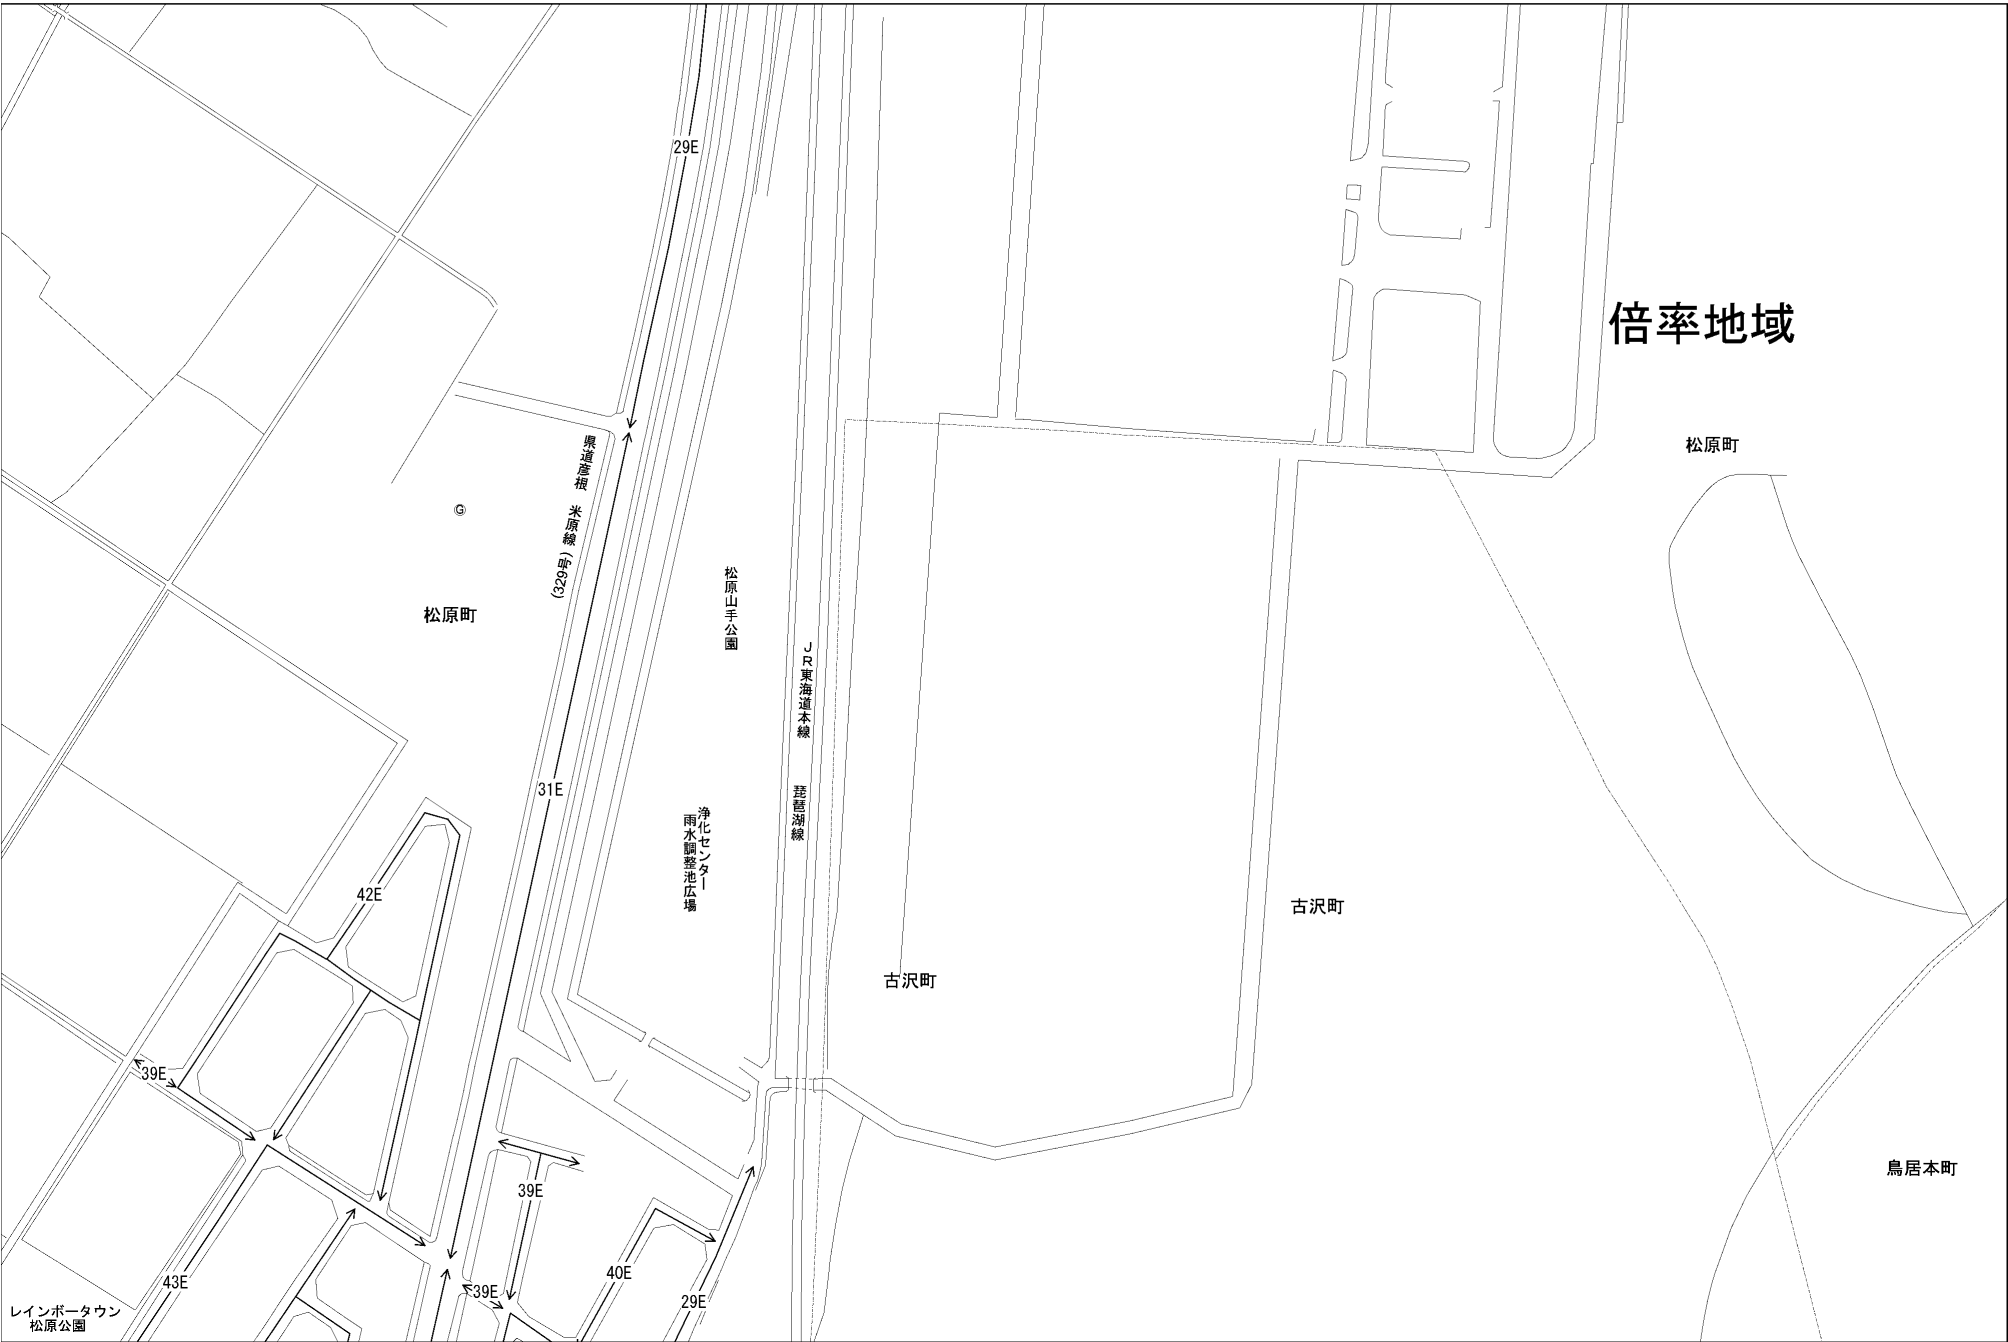 29E
倍率地域
松原町
県道彦根 米原線
(329号)
G
松原町
松原山手公園
JR東海道本線 琵琶湖線
31E
浄化センター
雨水調整池広場
42E
古沢町
古沢町
39E
鳥居本町
39E
43E
39E
40E
29E
レインボータウン
松原公園